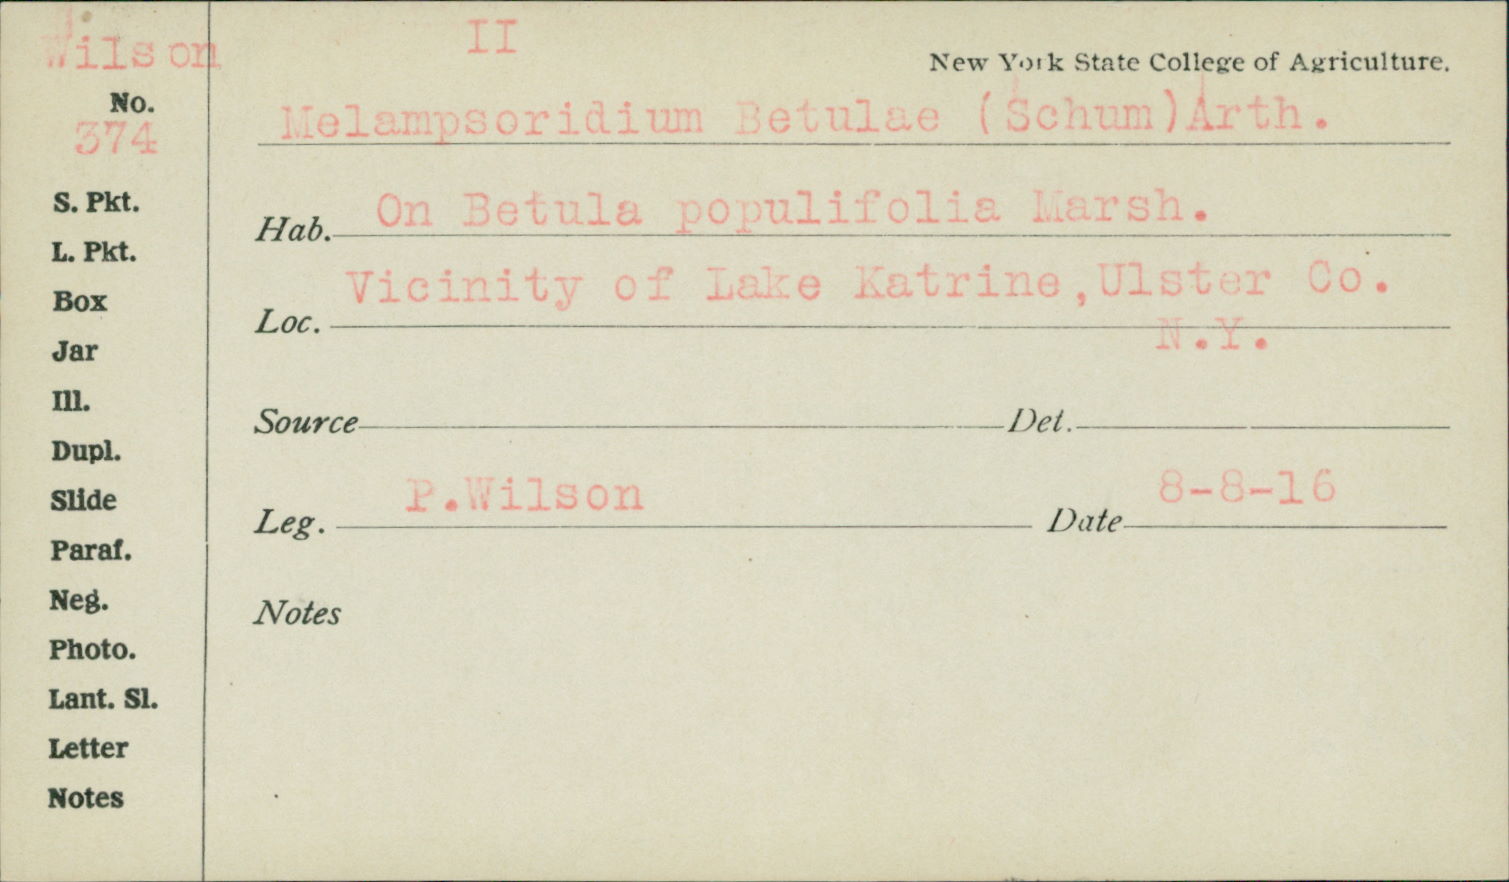 Wilson
II
New York State College of Agriculture.
No.
374
Melampsoridium Betulae (Schum)Arth.
S. Pkt.
Hab. On Betula populifolia Marsh.
L. Pkt.
Box
Loc. Vicinity of Lake Katrine,Ulster Co.
N.Y.
Jar
Ill.
Source Det.
Dupl.
Slide
Leg. P.Wilson Date 8-8-16
Paraf.
Neg.
Notes
Photo.
Lant. Sl.
Letter
Notes